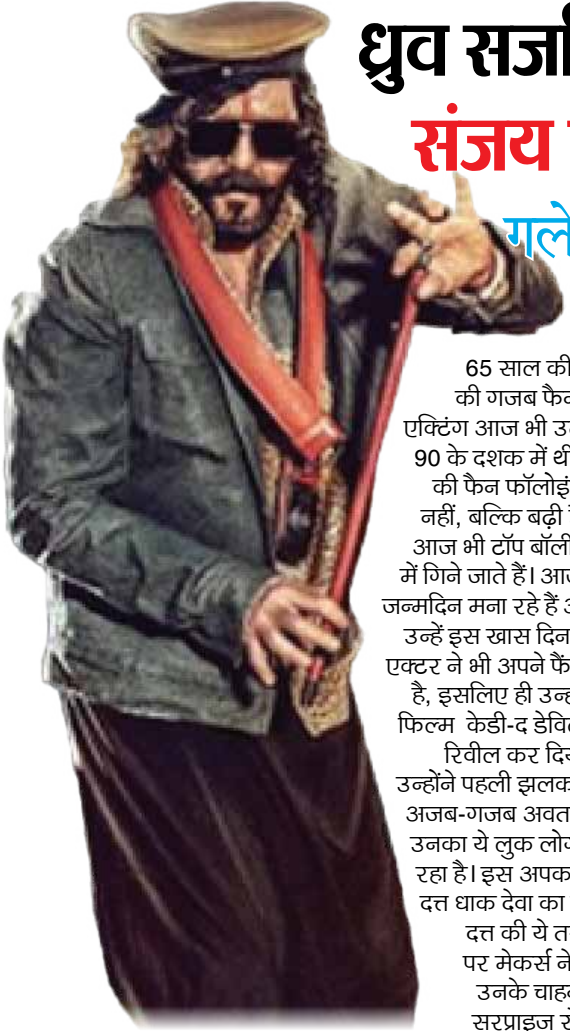 ध्रुव सर्जा
संजय
गले
65 साल की
की गजब फै
एक्टिंग आज भी उ
90 के दशक में थी
की फैन फॉलोइं
नहीं, बल्कि बढ़ी
आज भी टॉप बॉली
में गिने जाते हैं। आज
जन्मदिन मना रहे हैं
उन्हें इस खास दिन
एक्टर ने भी अपने फैं
है, इसलिए ही उन्ह
फिल्म केडी-द डेवि
रिवील कर दि
उन्होंने पहली झलक
अजब-गजब अवत
उनका ये लुक लोग
रहा है। इस अपक
दत्त धाक देवा का
दत्त की ये त
पर मेकर्स ने
उनके चाह
सरप्राइज से